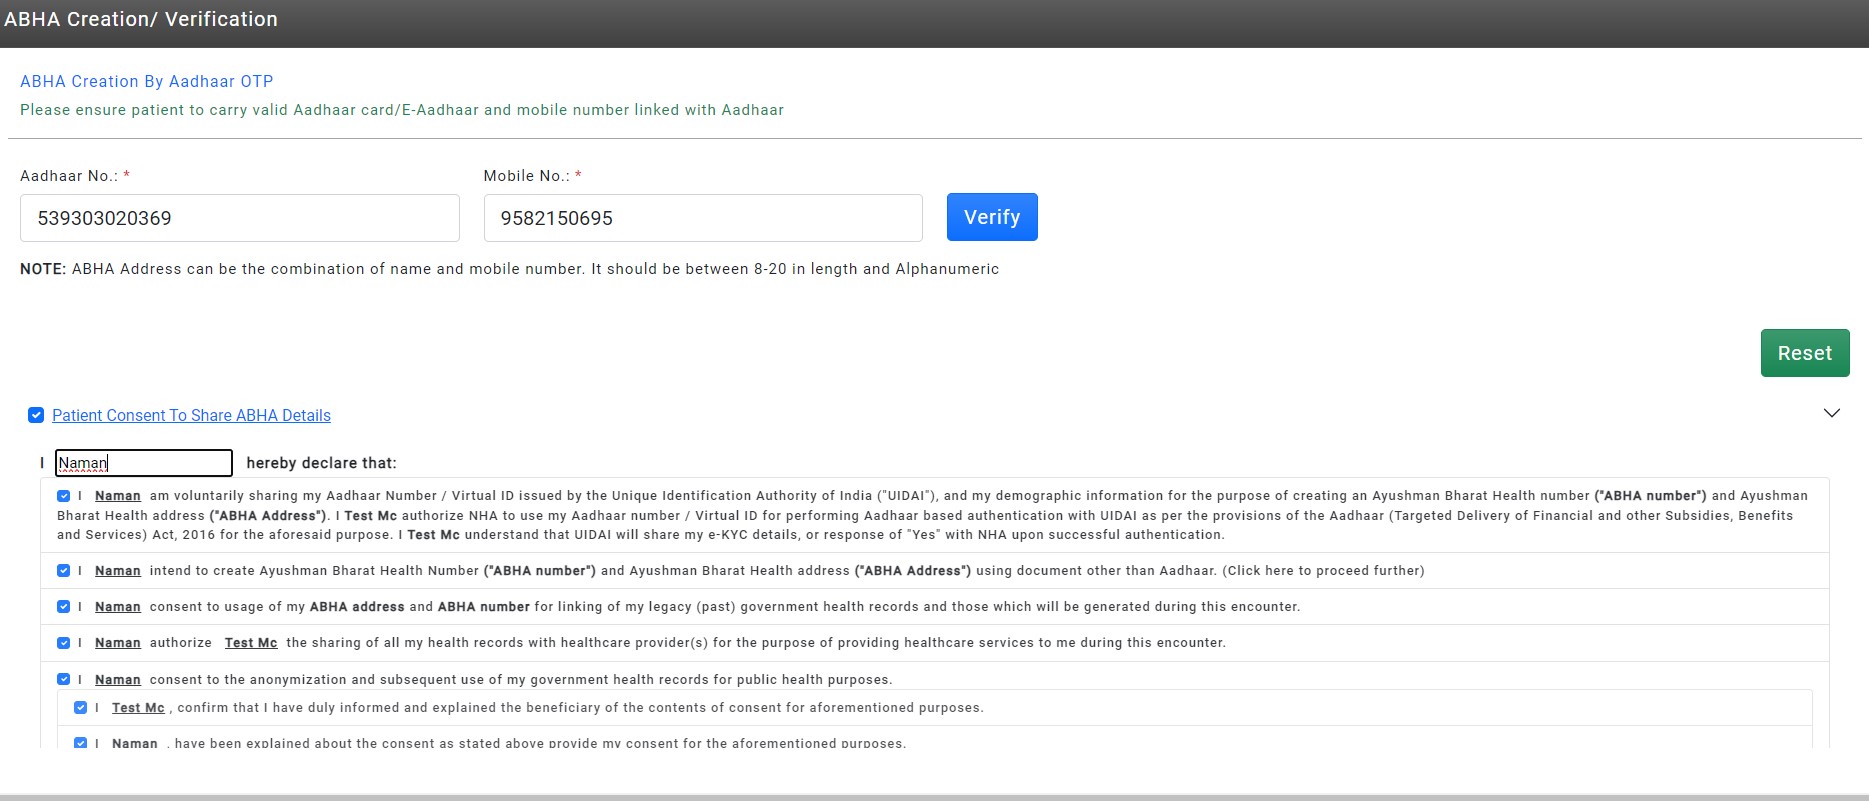 ABHA Creation/ Verification
ABHA Creation By Aadhaar OTP
Please ensure patient to carry valid Aadhaar card/E-Aadhaar and mobile number linked with Aadhaar
Aadhaar No.: * Mobile No.: *
539303020369 9582150695 Verify
NOTE: ABHA Address can be the combination of name and mobile number. It should be between 8-20 in length and Alphanumeric
Reset
Patient Consent To Share ABHA Details
I Naman hereby declare that:
I Naman am voluntarily sharing my Aadhaar Number / Virtual ID issued by the Unique Identification Authority of India ("UIDAI"), and my demographic information for the purpose of creating an Ayushman Bharat Health number ("ABHA number") and Ayushman
Bharat Health address ("ABHA Address"). I Test Mc authorize NHA to use my Aadhaar number / Virtual ID for performing Aadhaar based authentication with UIDAI as per the provisions of the Aadhaar (Targeted Delivery of Financial and other Subsidies, Benefits
and Services) Act, 2016 for the aforesaid purpose. I Test Mc understand that UIDAI will share my e-KYC details, or response of "Yes" with NHA upon successful authentication.
I Naman intend to create Ayushman Bharat Health Number ("ABHA number") and Ayushman Bharat Health address ("ABHA Address") using document other than Aadhaar. (Click here to proceed further)
I Naman consent to usage of my ABHA address and ABHA number for linking of my legacy (past) government health records and those which will be generated during this encounter.
I Naman authorize Test Mc the sharing of all my health records with healthcare provider(s) for the purpose of providing healthcare services to me during this encounter.
I Naman consent to the anonymization and subsequent use of my government health records for public health purposes.
I Test Mc , confirm that I have duly informed and explained the beneficiary of the contents of consent for aforementioned purposes.
I Naman , have been explained about the consent as stated above provide my consent for the aforementioned purposes.